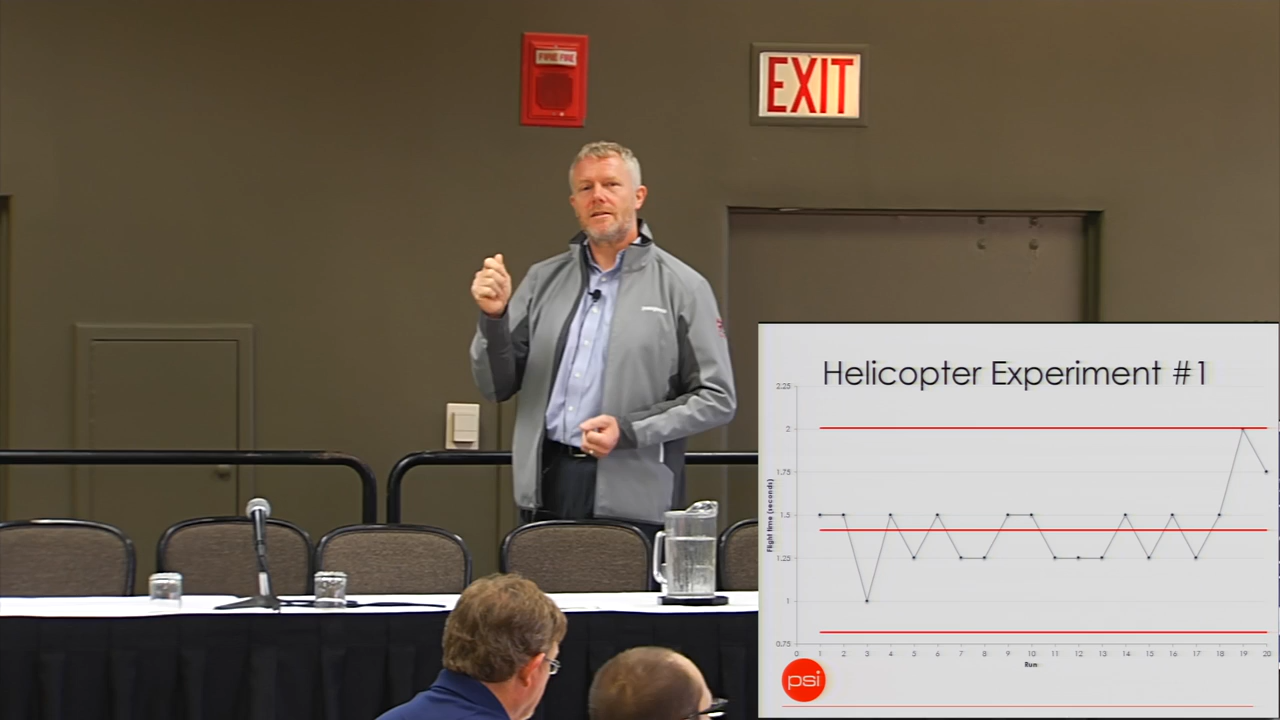 FIRE FIRE
EXIT
Helicopter Experiment #1
2.25
2
1.75
1.5
1.25
1
0.75
Flight time (seconds)
0 1 2 3 4 5 6 7 8 9 10 11 12 13 14 15 16 17 18 19 20
Run
psi